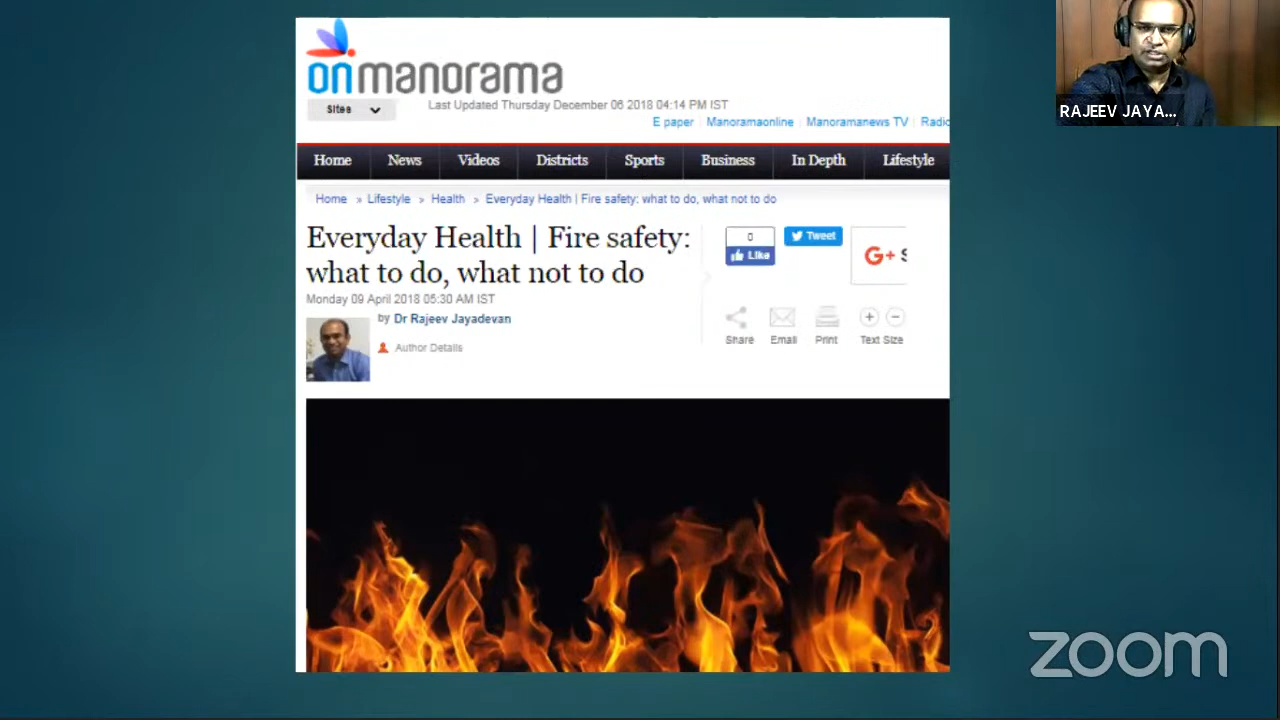 onmanorama
Sites
Last Updated Thursday December 06 2018 04:14 PM IST
E paper | Manoramaonline | Manoramanews TV | Radio
Home News Videos Districts Sports Business In Depth Lifestyle
Home » Lifestyle » Health » Everyday Health | Fire safety: what to do, what not to do
Everyday Health | Fire safety:
what to do, what not to do
Monday 09 April 2018 05:30 AM IST
by Dr Rajeev Jayadevan
Author Details
0
Like
Tweet
G+ S
Share Email Print Text Size
RAJEEV JAYA...
zoom